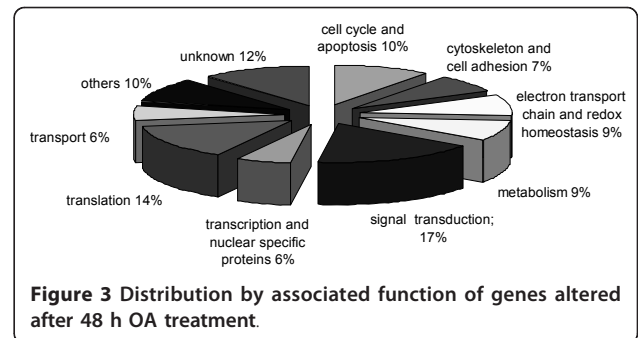 cell cycle and
apoptosis 10%
cytoskeleton and
cell adhesion 7%
electron transport
chain and redox
homeostasis 9%
metabolism 9%
signal transduction;
17%
transcription and
nuclear specific
proteins 6%
translation 14%
transport 6%
others 10%
unknown 12%
Figure 3 Distribution by associated function of genes altered
after 48 h OA treatment.